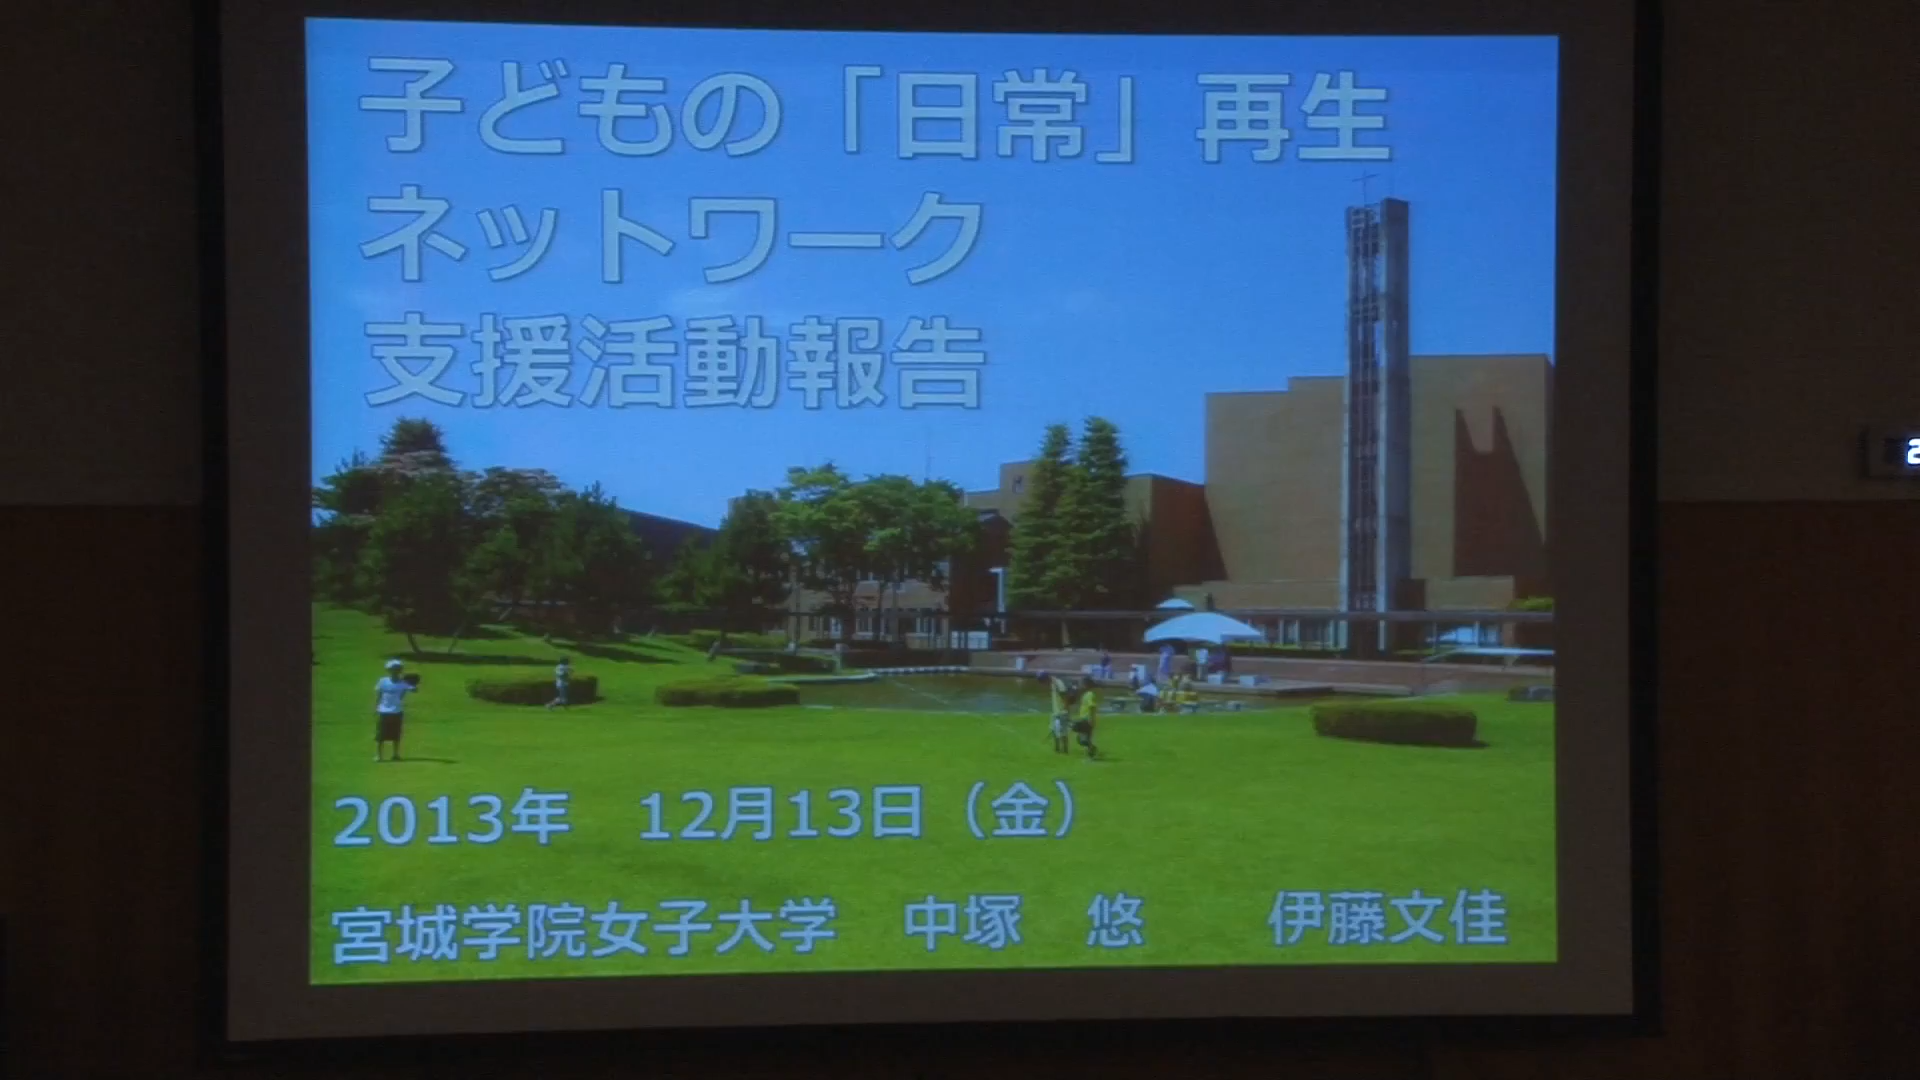 子どもの「日常」再生
ネットワーク
支援活動報告
2013年　12月13日（金）
宮城学院女子大学　中塚　悠　　伊藤文佳